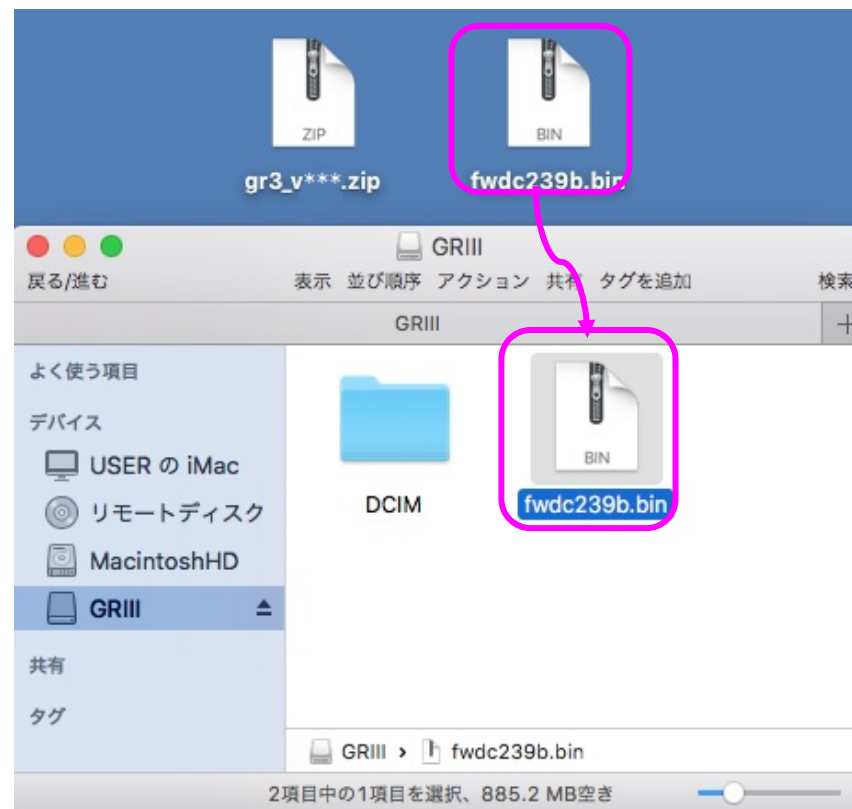 ZIP
BIN
gr3_v***.zip
fwdc239b.bin
GRIII
戻る/進む
表示 並び順序 アクション 共有 タグを追加
検索
GRIII
+
よく使う項目
デバイス
USER の iMac
リモートディスク
MacintoshHD
GRIII
共有
タグ
BIN
DCIM
fwdc239b.bin
GRIII › fwdc239b.bin
2項目中の1項目を選択、885.2 MB空き